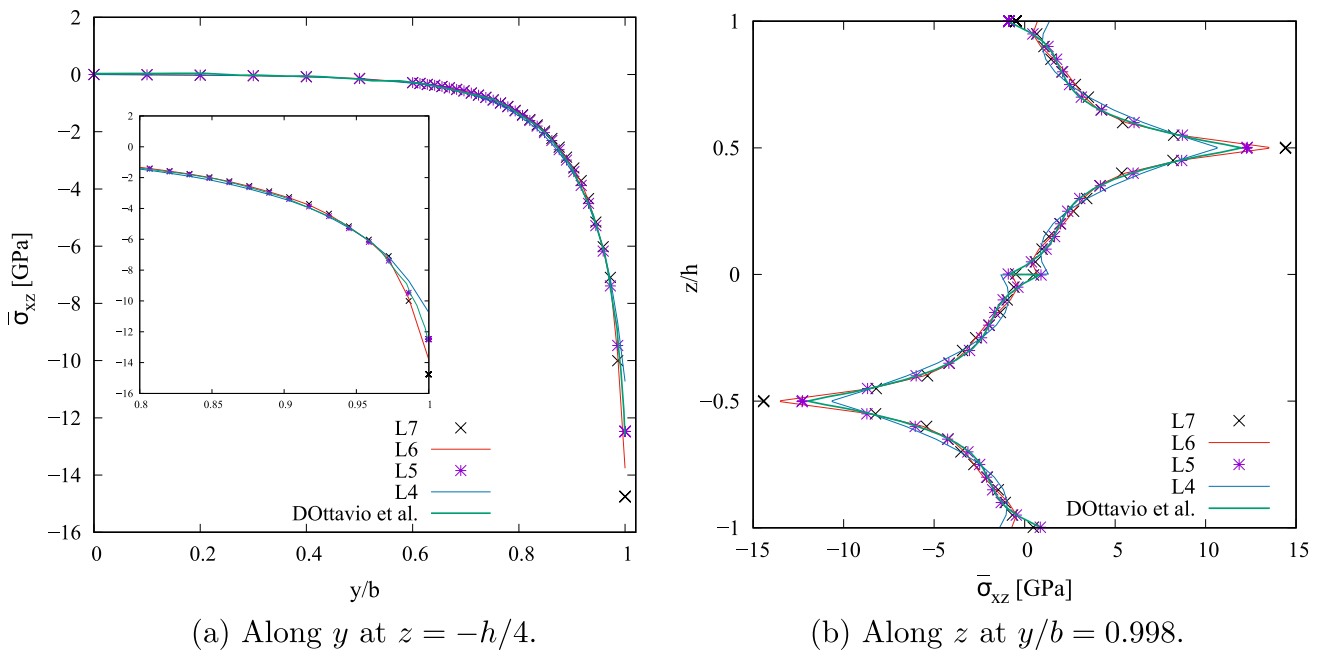 2
0
−2
−4
−6
−8
−10
−12
−14
−16
σ̅xz [GPa]
2
0
−2
−4
−6
−8
−10
−12
−14
−16
0.8
0.85
0.9
0.95
1
L7
L6
L5
L4
DOttavio et al.
0
0.2
0.4
0.6
0.8
1
y/b
(a) Along y at z = −h/4.
1
0.5
0
−0.5
−1
z/h
L7
L6
L5
L4
DOttavio et al.
−15
−10
−5
0
5
10
15
σ̅xz [GPa]
(b) Along z at y/b = 0.998.